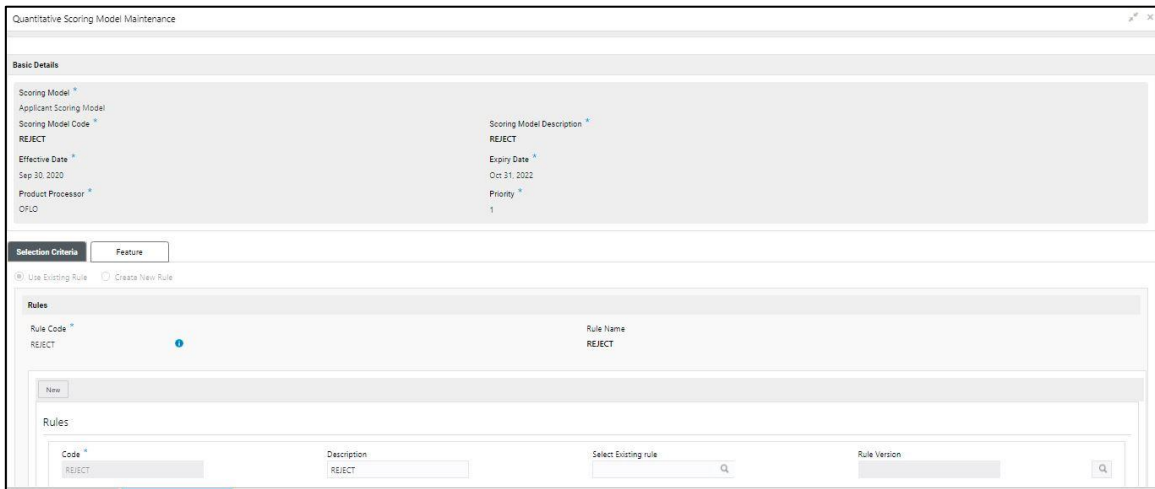 Quantitative Scoring Model Maintenance
Basic Details
Scoring Model *
Applicant Scoring Model
Scoring Model Code * Scoring Model Description *
REJECT REJECT
Effective Date * Expiry Date *
Sep 30, 2020 Oct 31, 2022
Product Processor * Priority *
OFLO 1
Selection Criteria Feature
Use Existing Rule Create New Rule
Rules
Rule Code * Rule Name
REJECT REJECT
New
Rules
Code * Description Select Existing rule Rule Version
REJECT REJECT